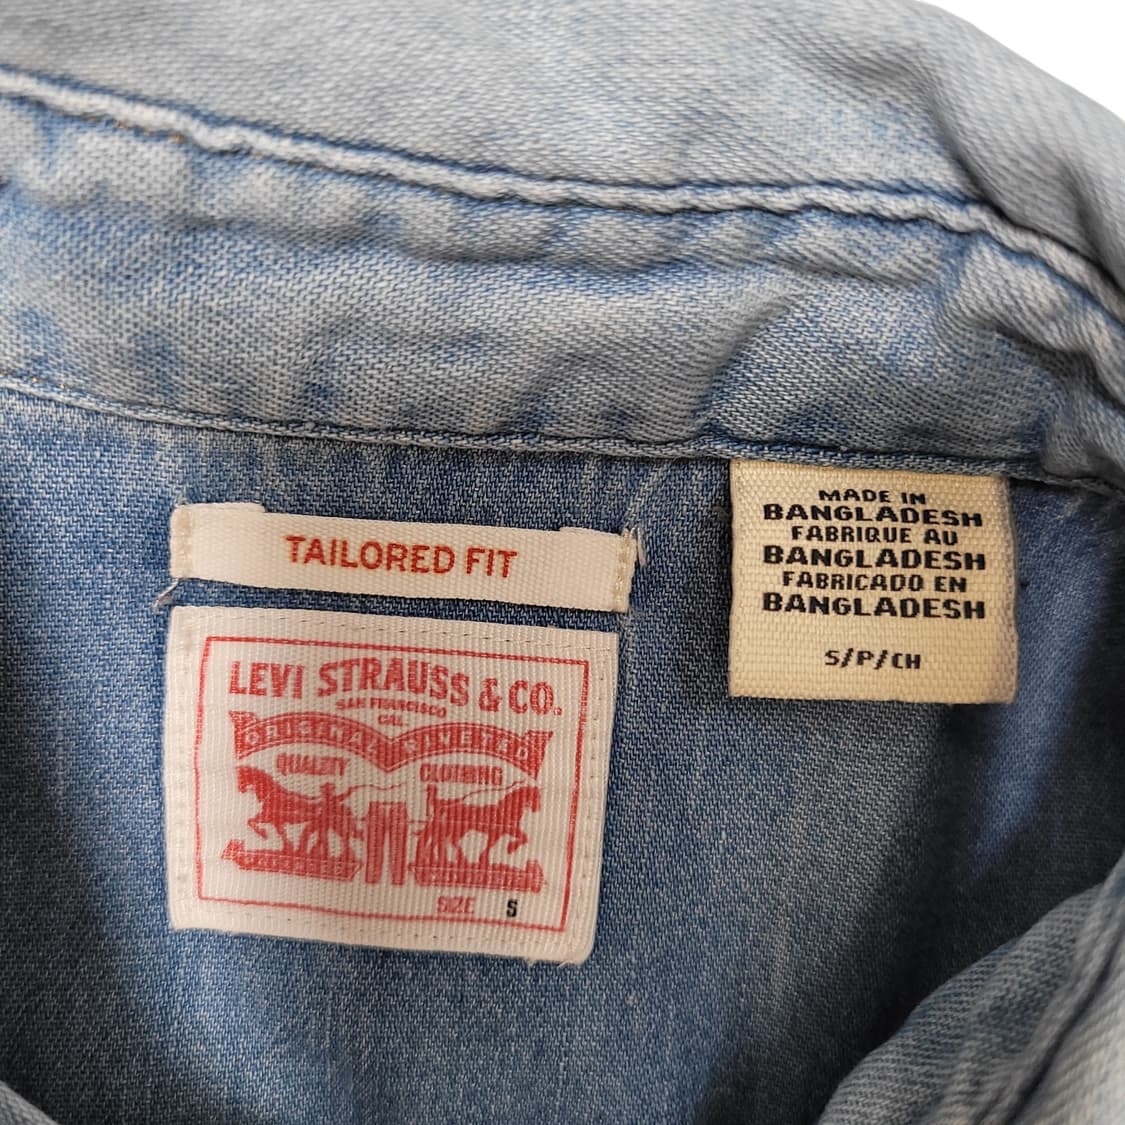 TAILORED FIT
LEVI STRAUSS & CO.
SAN FRANCISCO
CAL.
ORIGINAL RIVETED
QUALITY CLOTHING
SIZE S
MADE IN
BANGLADESH
FABRIQUE AU
BANGLADESH
FABRICADO EN
BANGLADESH
S/P/CH